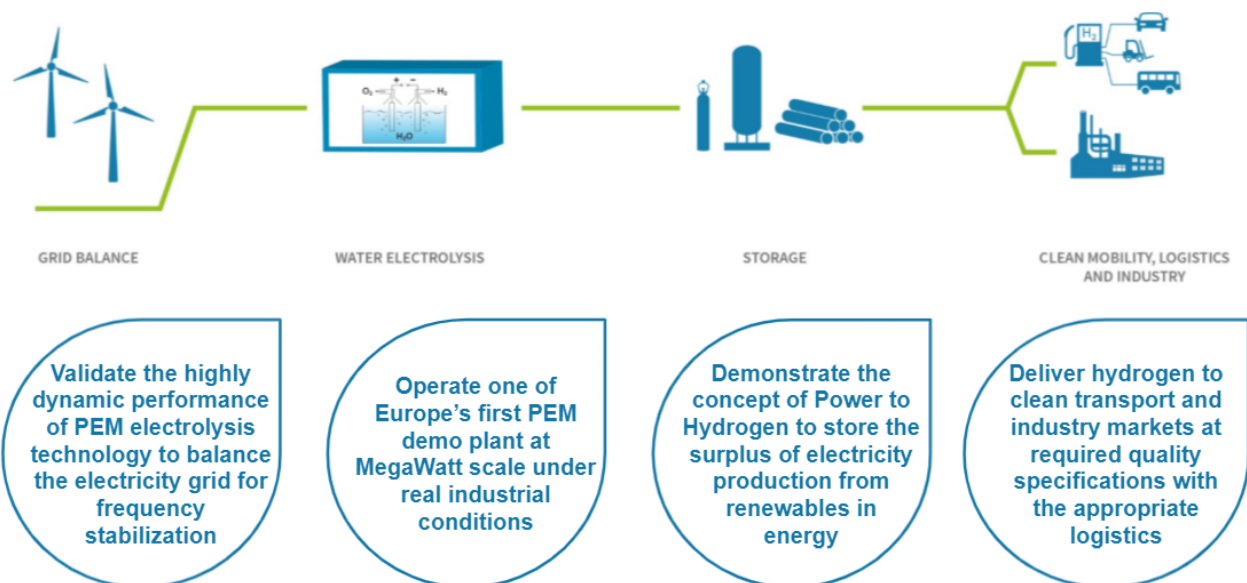 H₂
+ −
O₂
H₂
H₂O
GRID BALANCE
WATER ELECTROLYSIS
STORAGE
CLEAN MOBILITY, LOGISTICS
AND INDUSTRY
Validate the highly
dynamic performance
of PEM electrolysis
technology to balance
the electricity grid for
frequency
stabilization
Operate one of
Europe’s first PEM
demo plant at
MegaWatt scale under
real industrial
conditions
Demonstrate the
concept of Power to
Hydrogen to store the
surplus of electricity
production from
renewables in
energy
Deliver hydrogen to
clean transport and
industry markets at
required quality
specifications with
the appropriate
logistics